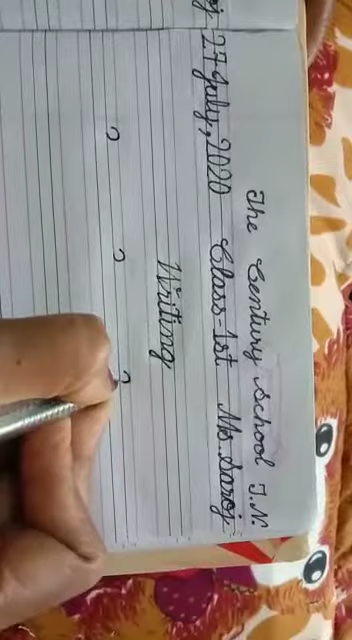 The Century School J.N
27 July, 2020 Class-1st Ms. Saroj
Writing